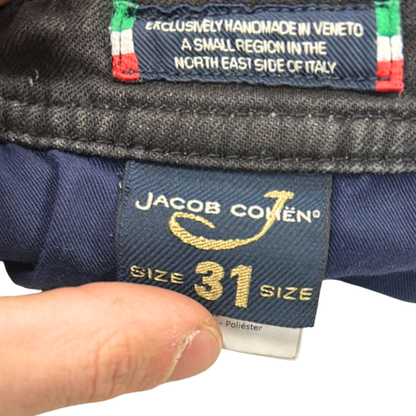 EXCLUSIVELY HANDMADE IN VENETO
A SMALL REGION IN THE
NORTH EAST SIDE OF ITALY
JACOB COHËN
SIZE 31 SIZE
- Poliéster